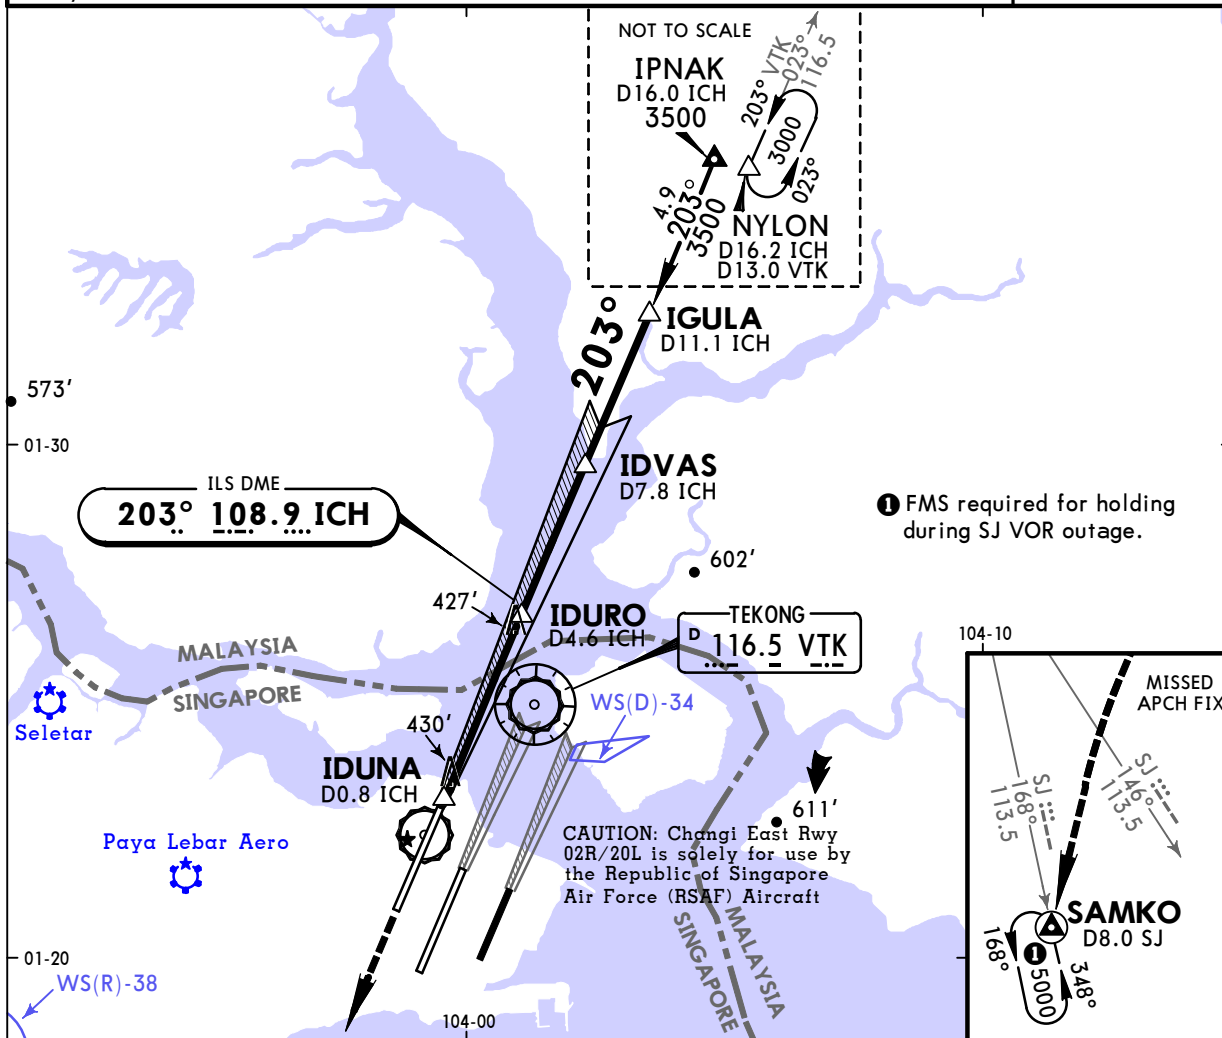 NOT TO SCALE
IPNAK
D16.0 ICH
3500
203° VTK
023°
116.5
3000
023°
4.9
203°
3500
NYLON
D16.2 ICH
D13.0 VTK
203°
IGULA
D11.1 ICH
573'
01-30
IDVAS
D7.8 ICH
ILS DME
203° 108.9 ICH
❶ FMS required for holding
during SJ VOR outage.
602'
427'
IDURO
D4.6 ICH
TEKONG
D 116.5 VTK
104-10
MALAYSIA
SINGAPORE
Seletar
WS(D)-34
430'
IDUNA
D0.8 ICH
611'
Paya Lebar Aero
CAUTION: Changi East Rwy
02R/20L is solely for use by
the Republic of Singapore
Air Force (RSAF) Aircraft
MISSED
APCH FIX
SJ
168°
113.5
SJ
146°
113.5
SAMKO
D8.0 SJ
168°
❶
5000
348°
MALAYSIA
SINGAPORE
01-20
WS(R)-38
104-00